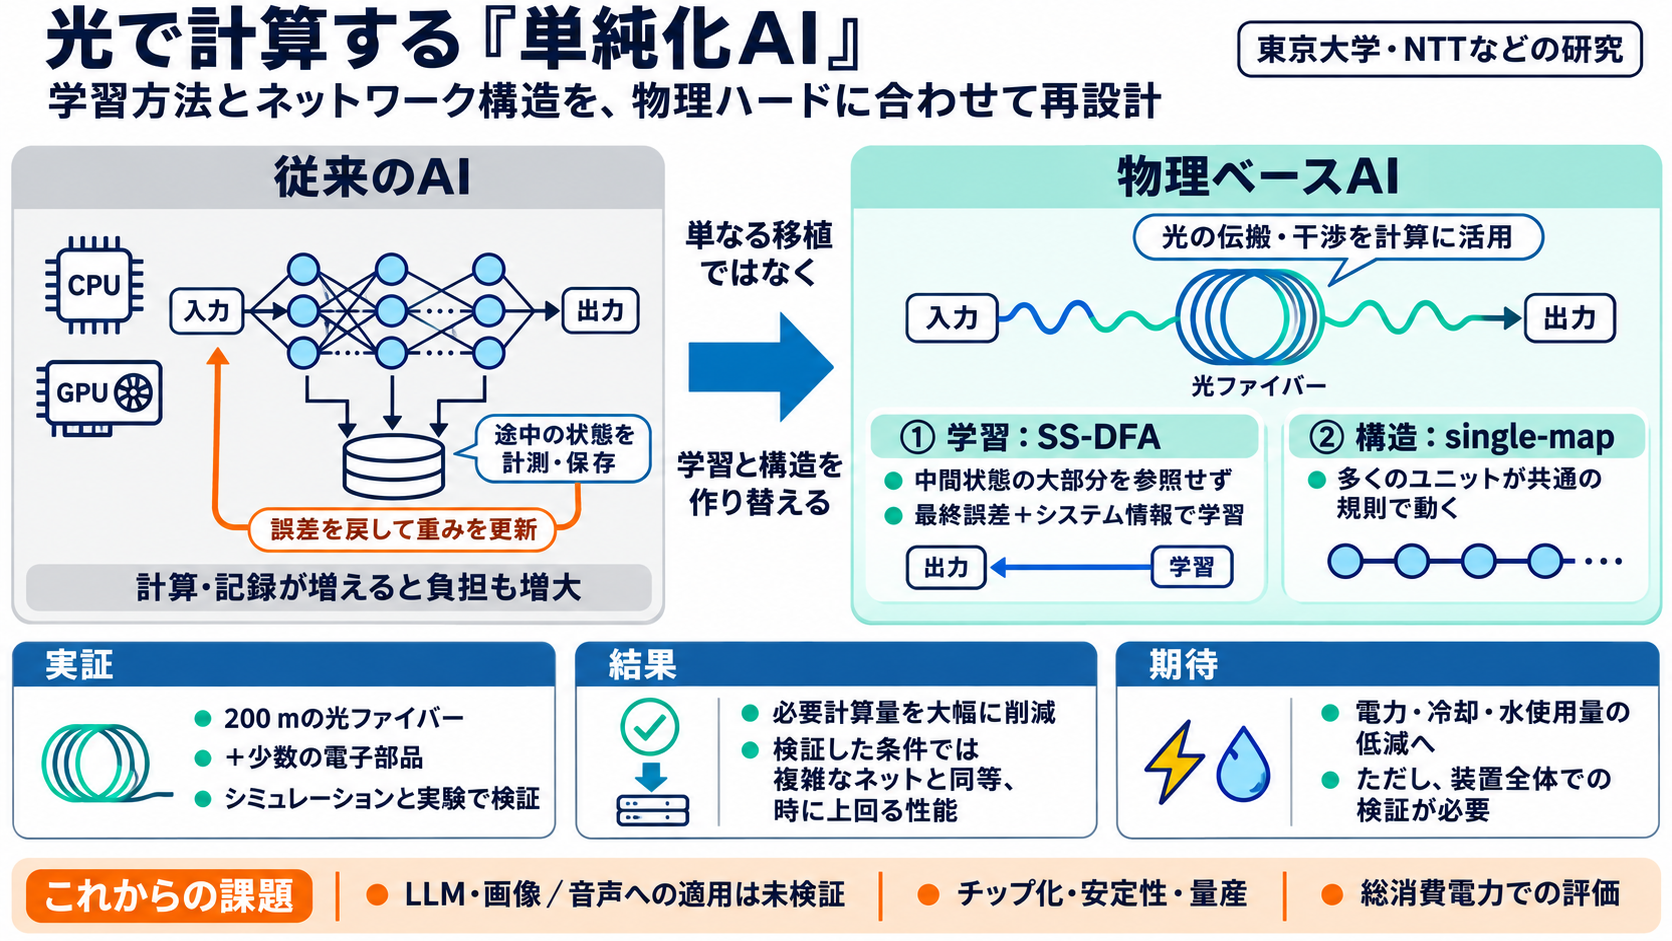 光で計算する『単純化AI』
学習方法とネットワーク構造を、物理ハードに合わせて再設計
東京大学・NTTなどの研究
従来のAI
CPU
GPU
入力
出力
途中の状態を
計測・保存
誤差を戻して重みを更新
計算・記録が増えると負担も増大
単なる移植
ではなく
学習と構造を
作り替える
物理ベースAI
光の伝搬・干渉を計算に活用
入力
出力
光ファイバー
① 学習：SS-DFA
中間状態の大部分を参照せず
最終誤差＋システム情報で学習
出力
学習
② 構造：single-map
多くのユニットが共通の
規則で動く
実証
200 mの光ファイバー
＋少数の電子部品
シミュレーションと実験で検証
結果
必要計算量を大幅に削減
検証した条件では
複雑なネットと同等、
時に上回る性能
期待
電力・冷却・水使用量の
低減へ
ただし、装置全体での
検証が必要
これからの課題
LLM・画像／音声への適用は未検証
チップ化・安定性・量産
総消費電力での評価